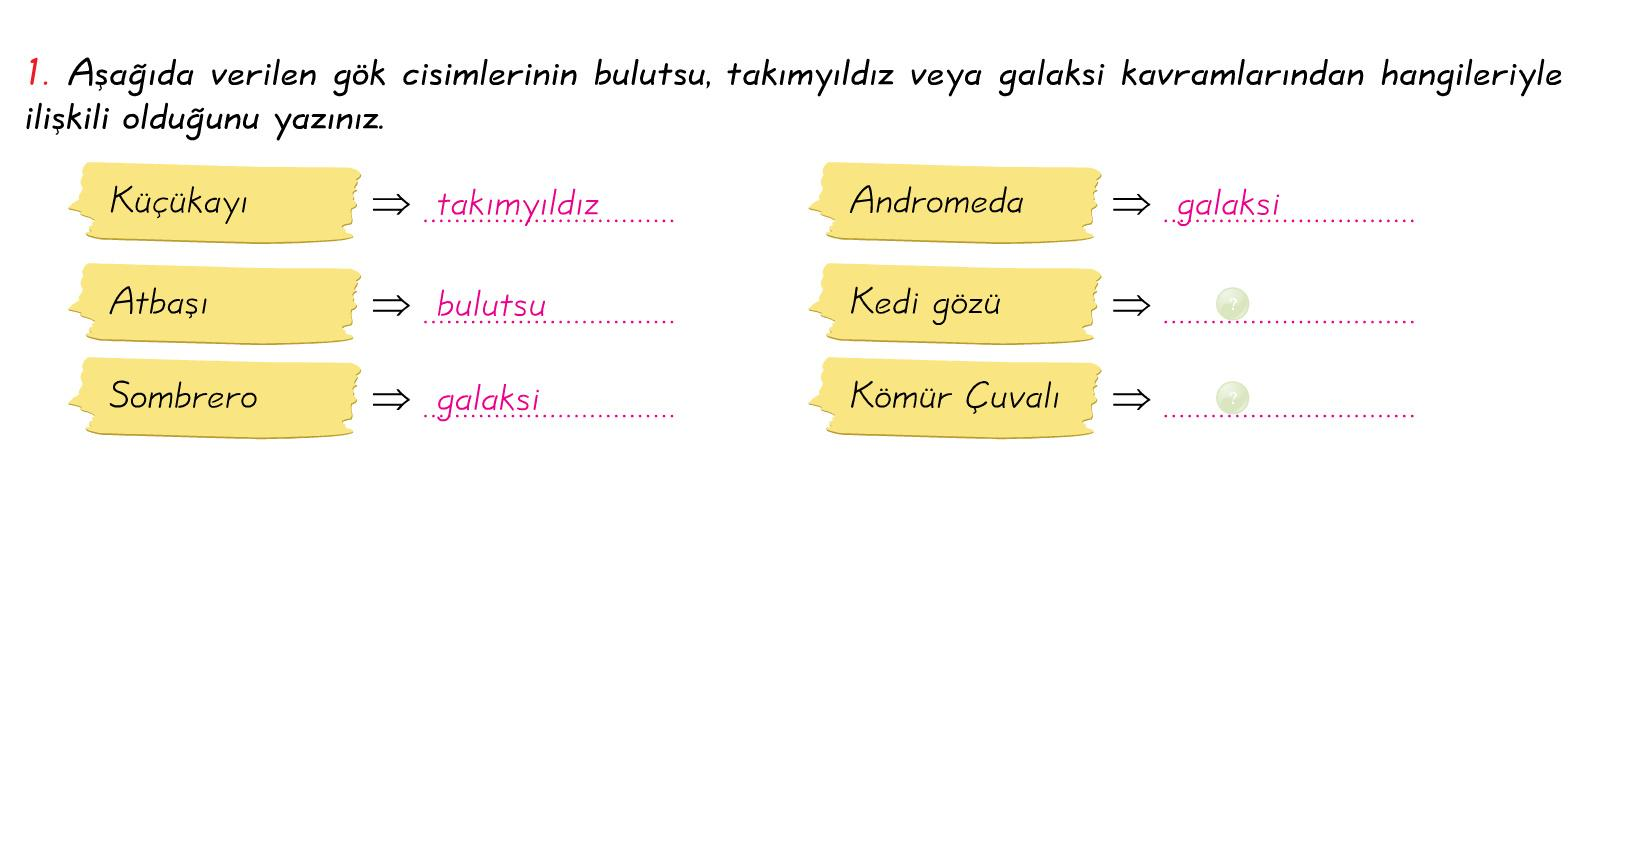 1. Aşağıda verilen gök cisimlerinin bulutsu, takımyıldız veya galaksi kavramlarından hangileriyle
ilişkili olduğunu yazınız.
Küçükayı ⇒ takımyıldız
Andromeda ⇒ galaksi
Atbaşı ⇒ bulutsu
Kedi gözü ⇒ ?
Sombrero ⇒ galaksi
Kömür Çuvalı ⇒ ?